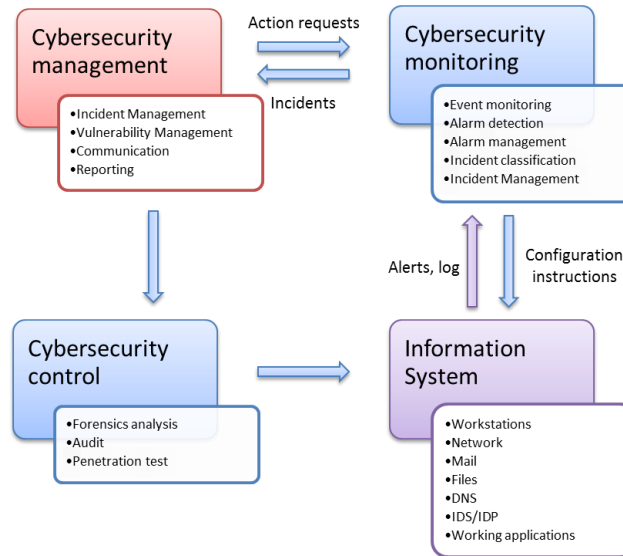 Cybersecurity
management
•Incident Management
•Vulnerability Management
•Communication
•Reporting
Action requests
Incidents
Cybersecurity
monitoring
•Event monitoring
•Alarm detection
•Alarm management
•Incident classification
•Incident Management
Alerts, log
Configuration
instructions
Cybersecurity
control
•Forensics analysis
•Audit
•Penetration test
Information
System
•Workstations
•Network
•Mail
•Files
•DNS
•IDS/IDP
•Working applications